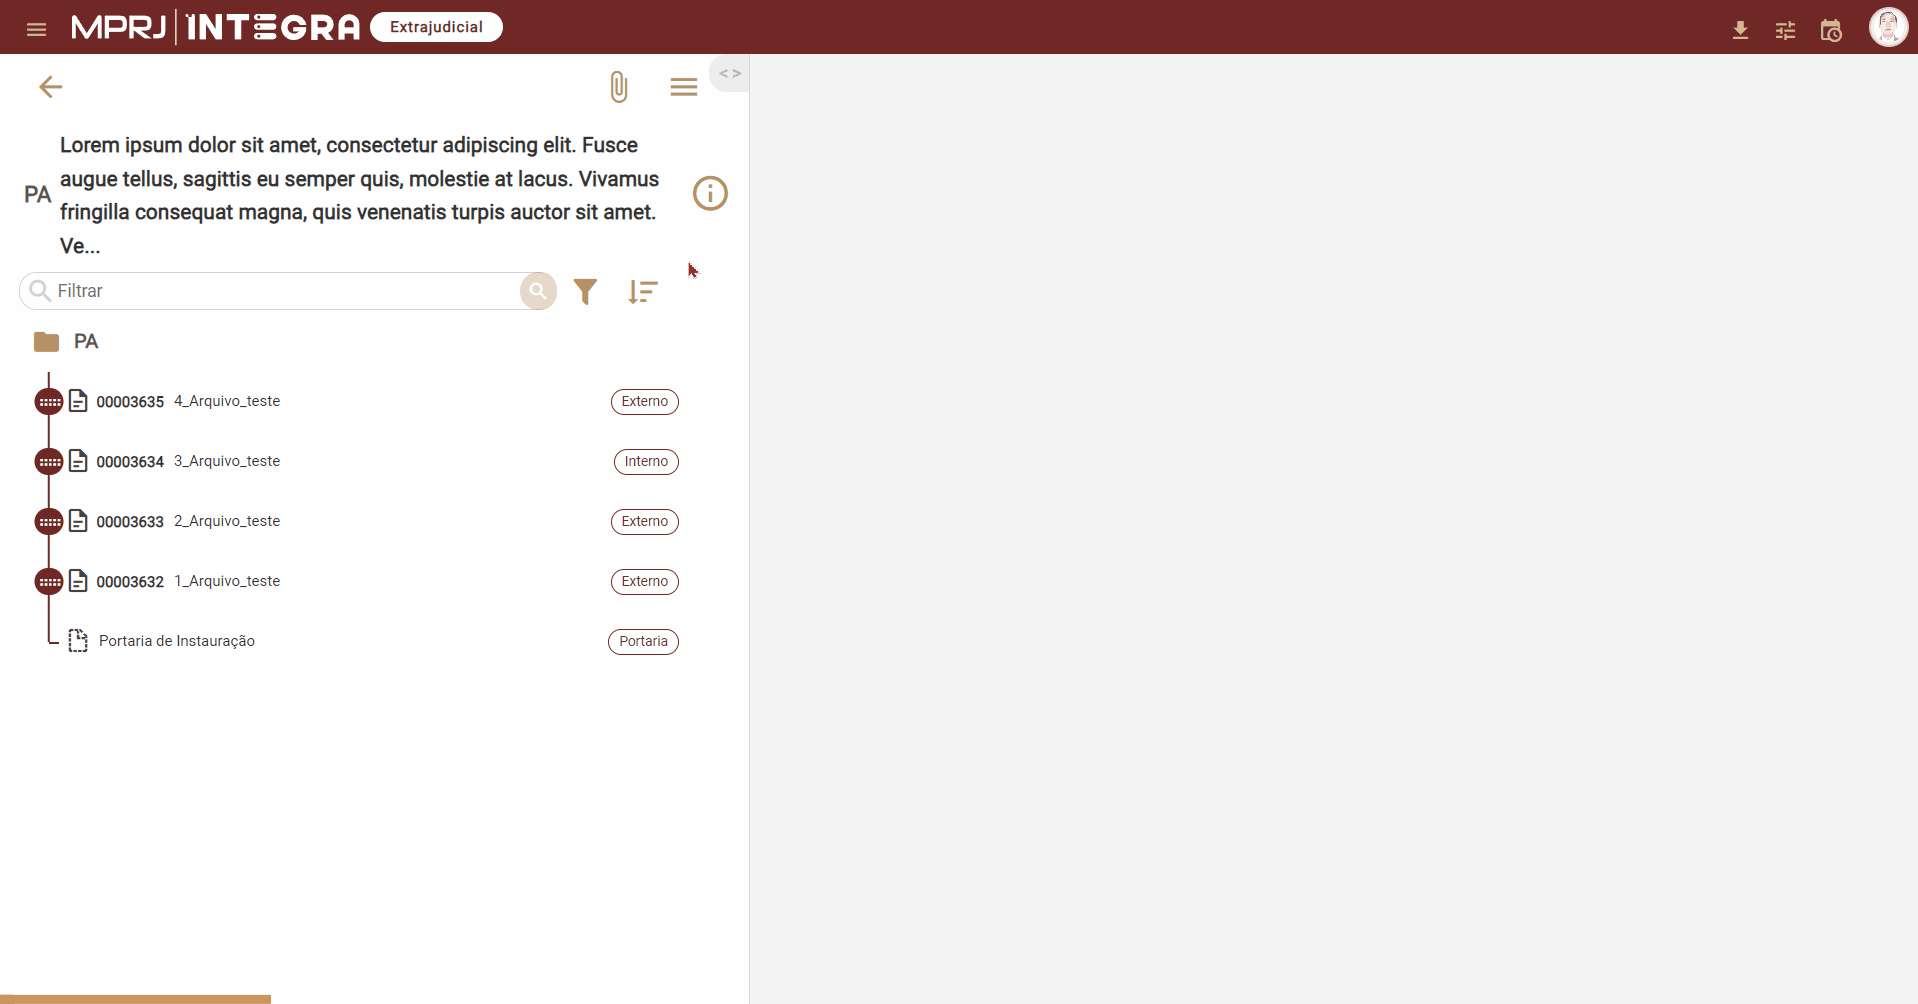 MPRJ INTEGRA Extrajudicial
< >
Lorem ipsum dolor sit amet, consectetur adipiscing elit. Fusce
augue tellus, sagittis eu semper quis, molestie at lacus. Vivamus
PA
fringilla consequat magna, quis venenatis turpis auctor sit amet.
Ve...
Filtrar
PA
00003635 4_Arquivo_teste Externo
00003634 3_Arquivo_teste Interno
00003633 2_Arquivo_teste Externo
00003632 1_Arquivo_teste Externo
Portaria de Instauração Portaria